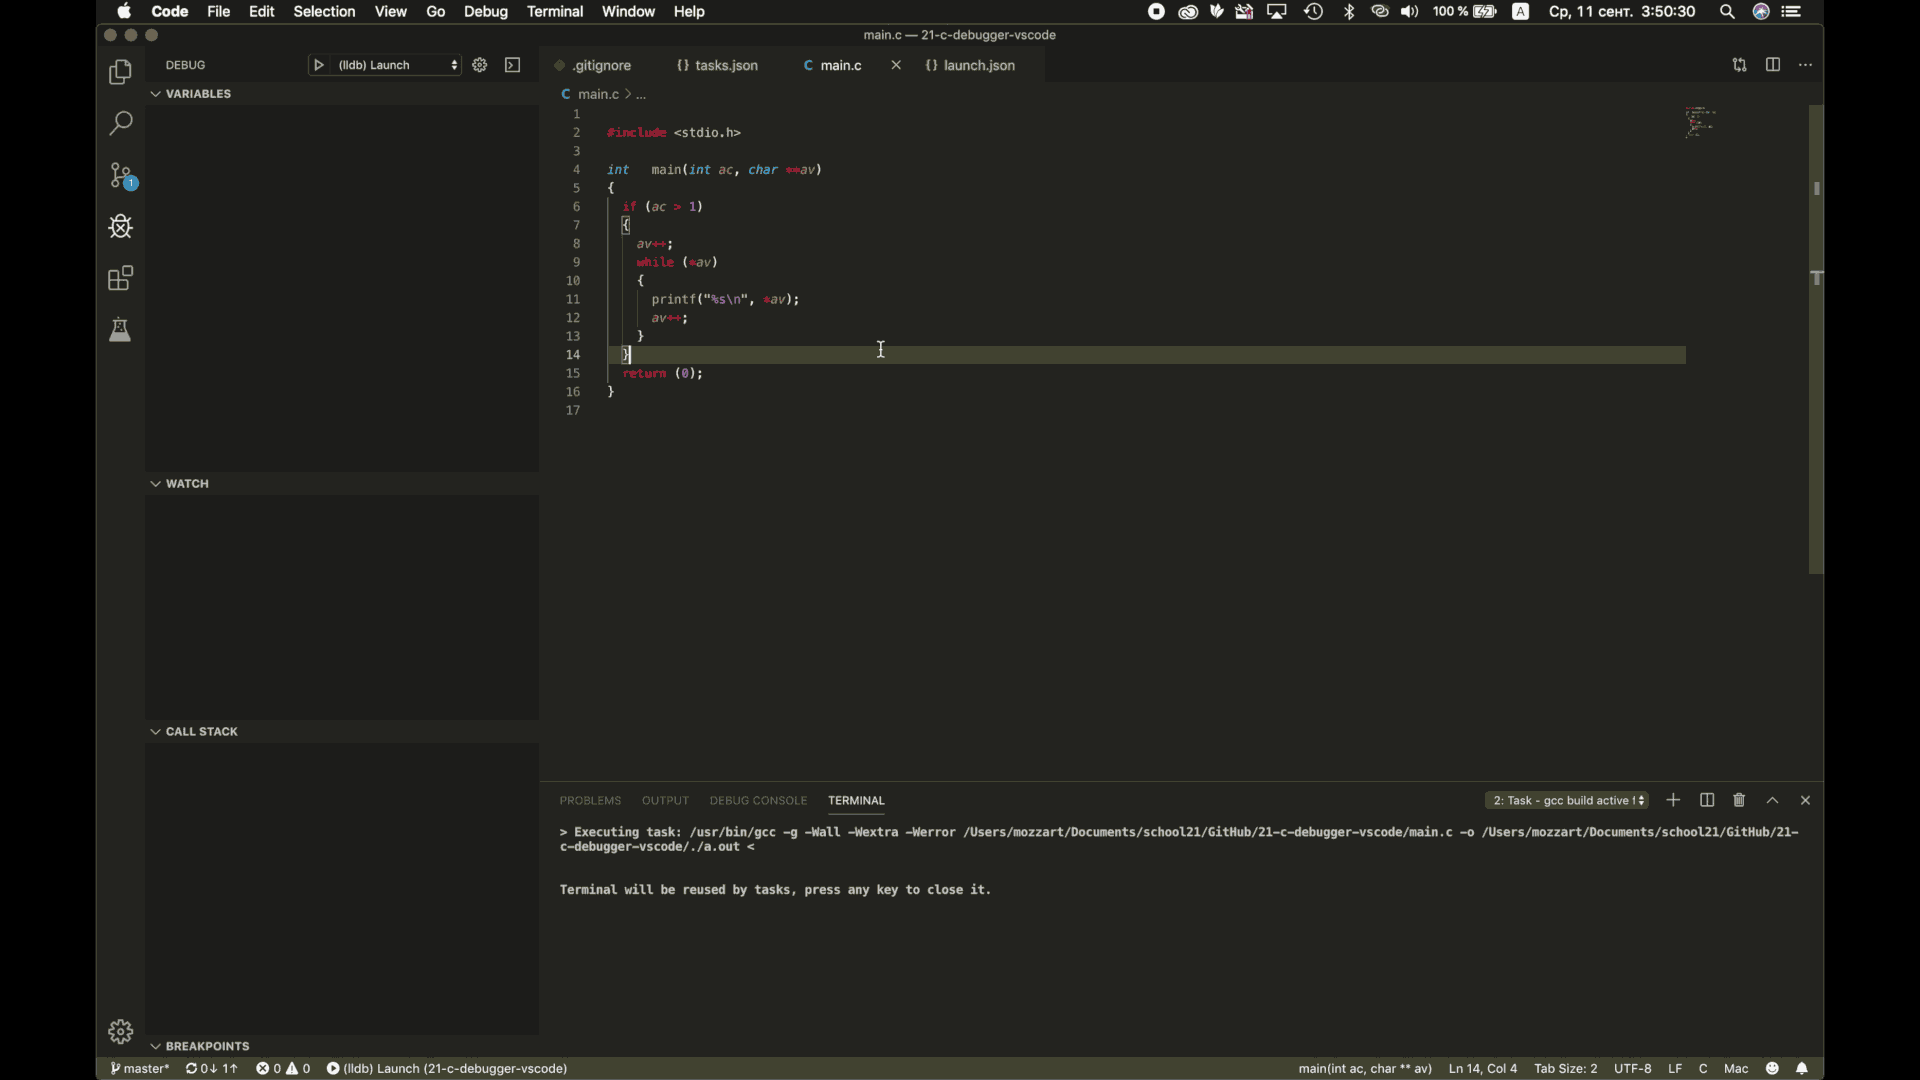 Code File Edit Selection View Go Debug Terminal Window Help 100 % A Ср, 11 сент. 3:50:30
main.c — 21-c-debugger-vscode
DEBUG (lldb) Launch
.gitignore {} tasks.json C main.c {} launch.json
VARIABLES
C main.c > ...
1
2 #include <stdio.h>
3
4 int main(int ac, char **av)
5 {
6 if (ac > 1)
7 {
8 av++;
9 while (*av)
10 {
11 printf("%s\n", *av);
12 av++;
13 }
14 }
15 return (0);
16 }
17
1
WATCH
CALL STACK
BREAKPOINTS
PROBLEMS OUTPUT DEBUG CONSOLE TERMINAL 2: Task - gcc build active f
> Executing task: /usr/bin/gcc -g -Wall -Wextra -Werror /Users/mozzart/Documents/school21/GitHub/21-c-debugger-vscode/main.c -o /Users/mozzart/Documents/school21/GitHub/21-
c-debugger-vscode/./a.out <
Terminal will be reused by tasks, press any key to close it.
master* 0↓ 1↑ 0 0 (lldb) Launch (21-c-debugger-vscode) main(int ac, char ** av) Ln 14, Col 4 Tab Size: 2 UTF-8 LF C Mac